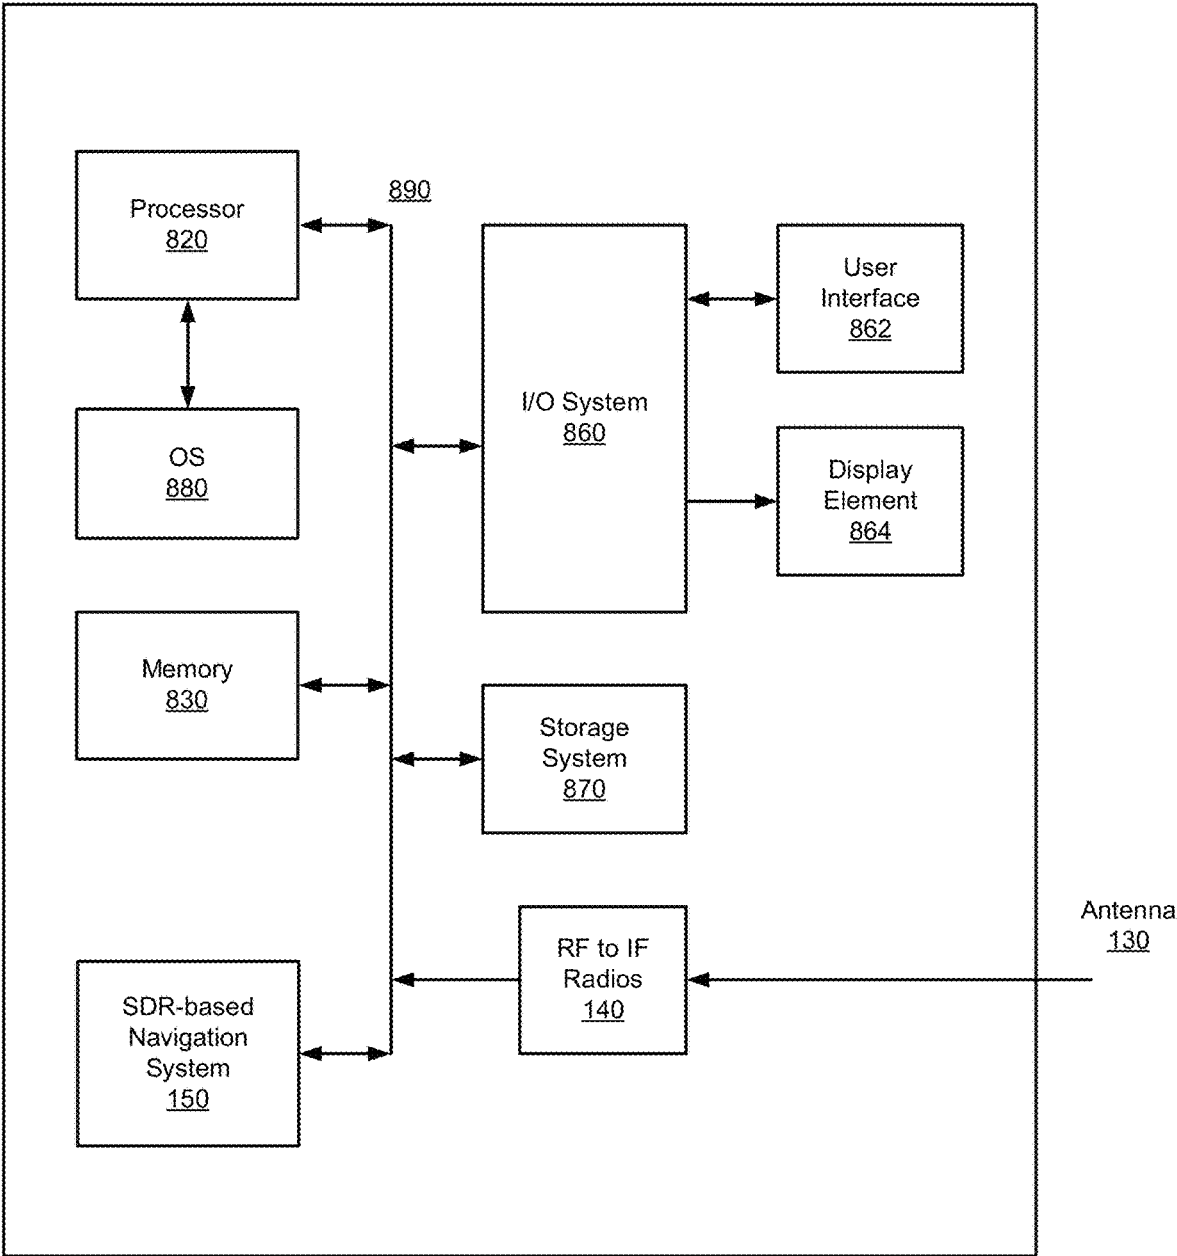 Processor
820
890
User
Interface
862
I/O System
860
OS
880
Display
Element
864
Memory
830
Storage
System
870
Antenna
130
RF to IF
Radios
140
SDR-based
Navigation
System
150